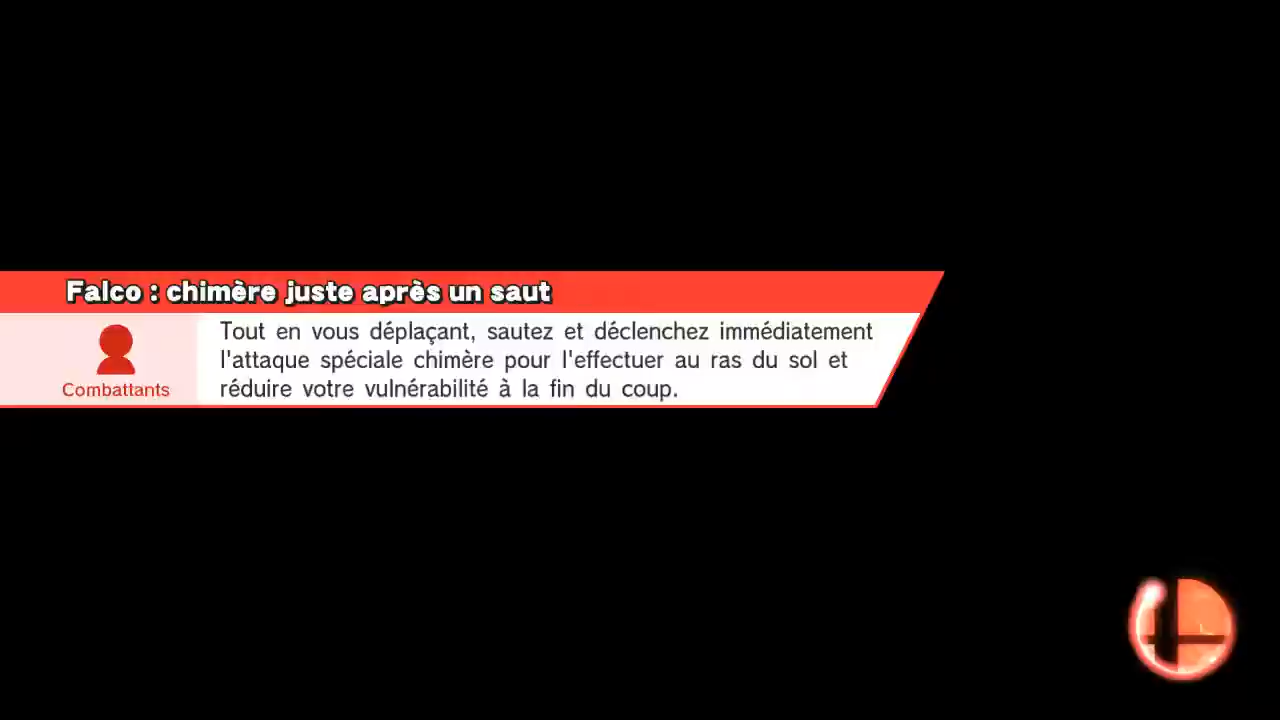 Falco : chimère juste après un saut
Tout en vous déplaçant, sautez et déclenchez immédiatement
l'attaque spéciale chimère pour l'effectuer au ras du sol et
réduire votre vulnérabilité à la fin du coup.
Combattants